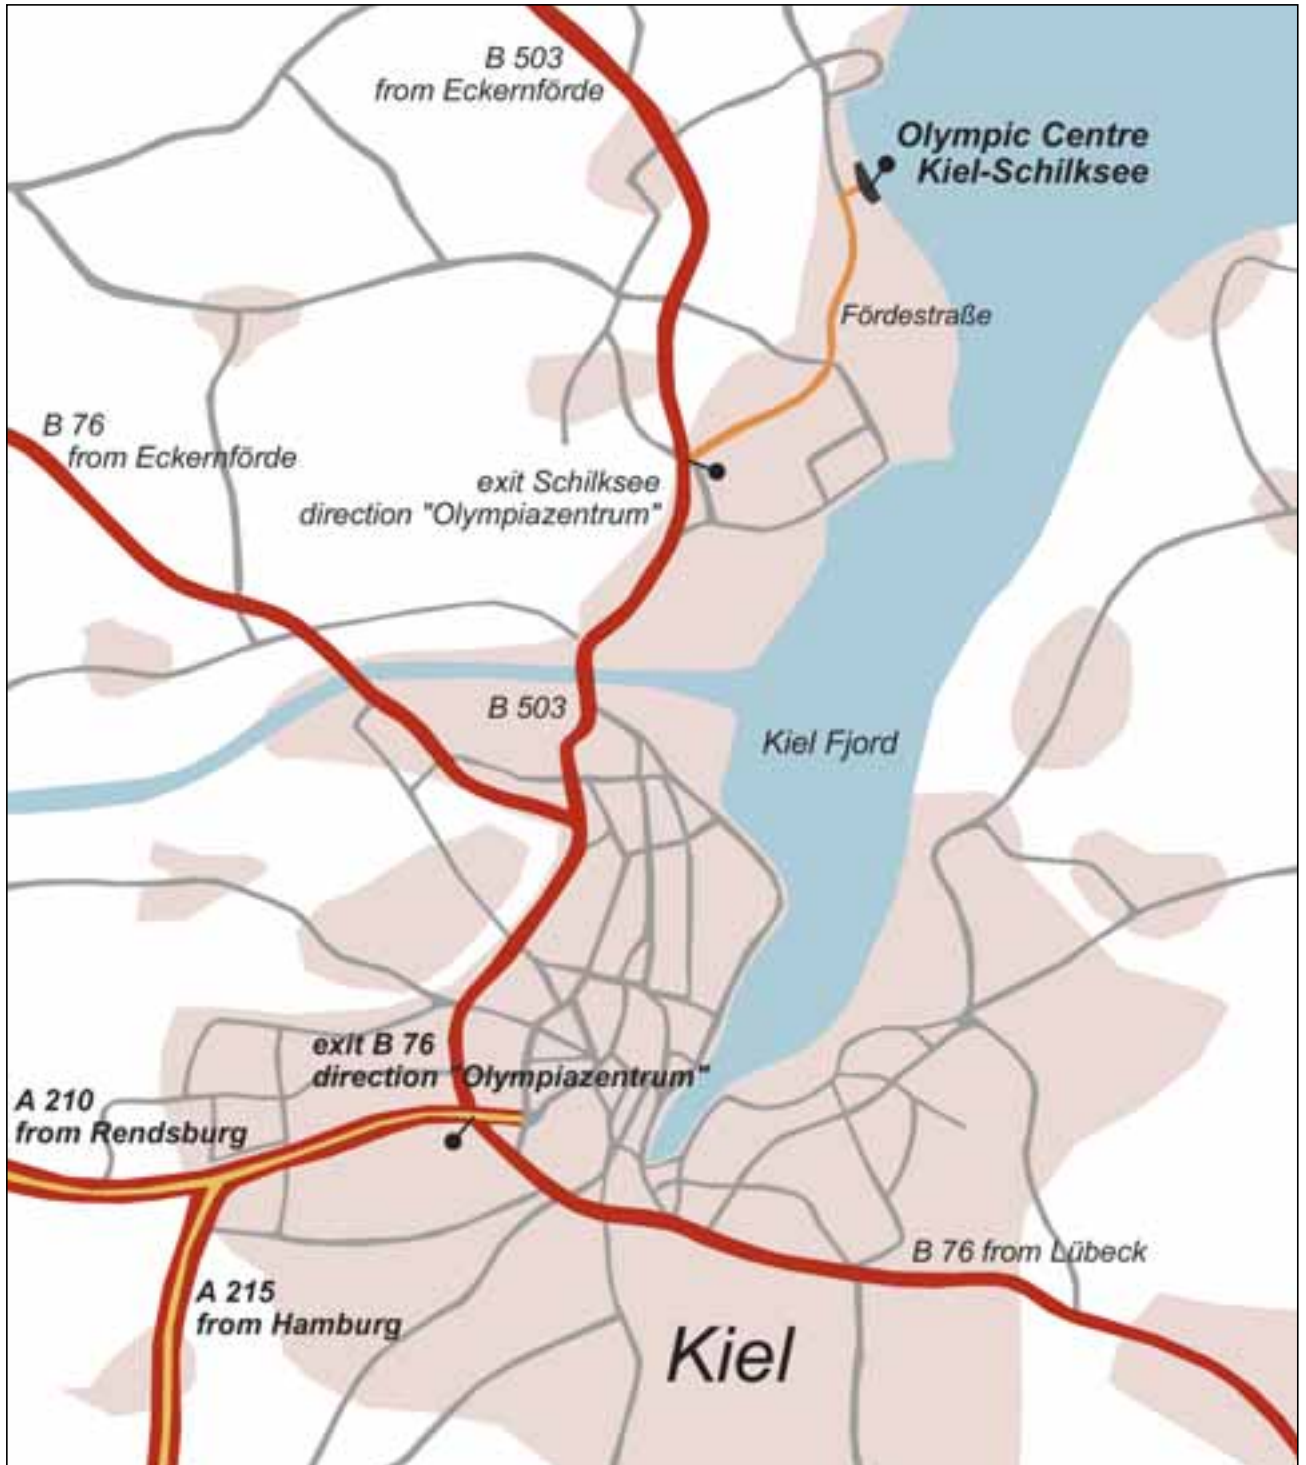 B 503
from Eckernförde
Olympic Centre
Kiel-Schilksee
Fördestraße
B 76
from Eckernförde
exit Schilksee
direction "Olympiazentrum"
B 503
Kiel Fjord
exit B 76
direction "Olympiazentrum"
A 210
from Rendsburg
B 76 from Lübeck
A 215
from Hamburg
Kiel